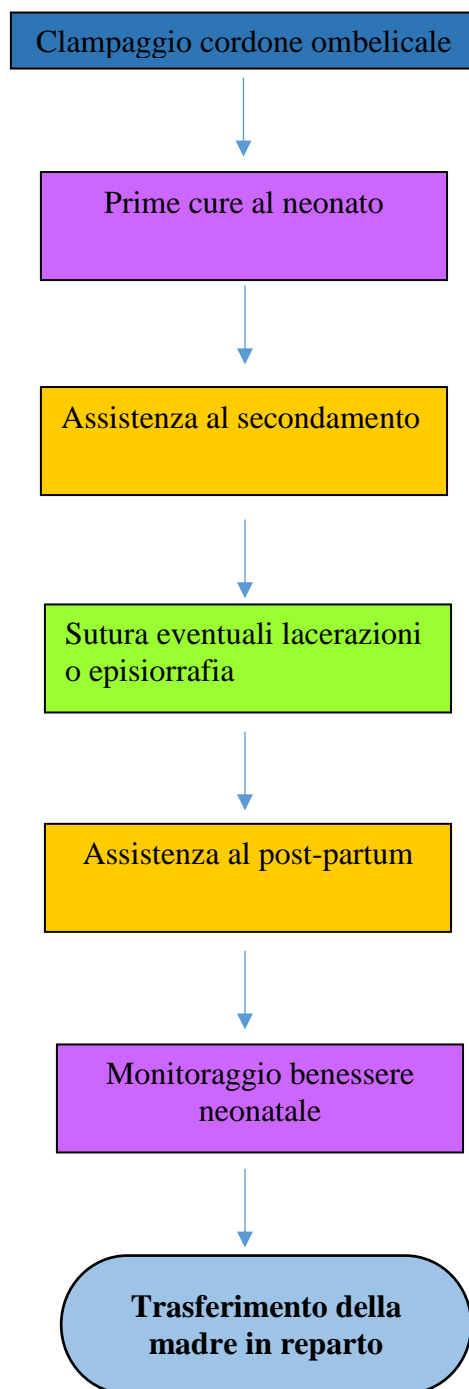 Clampaggio cordone ombelicale
Prime cure al neonato
Assistenza al secondamento
Sutura eventuali lacerazioni
o episiorrafia
Assistenza al post-partum
Monitoraggio benessere
neonatale
Trasferimento della
madre in reparto